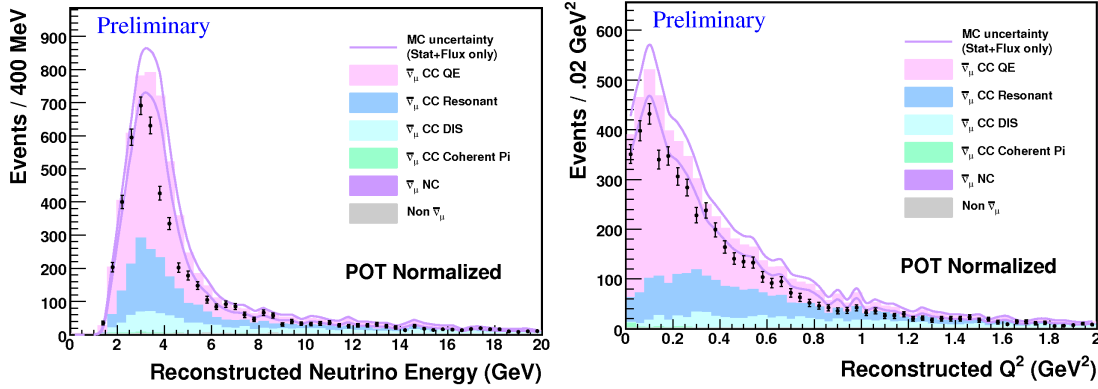 Preliminary
Events / 400 MeV
900
800
700
600
500
400
300
200
100
0
MC uncertainty
(Stat+Flux only)
ν̅μ CC QE
ν̅μ CC Resonant
ν̅μ CC DIS
ν̅μ CC Coherent Pi
ν̅μ NC
Non ν̅μ
POT Normalized
0 2 4 6 8 10 12 14 16 18 20
Reconstructed Neutrino Energy (GeV)
Preliminary
Events / .02 GeV²
600
500
400
300
200
100
0
MC uncertainty
(Stat+Flux only)
ν̅μ CC QE
ν̅μ CC Resonant
ν̅μ CC DIS
ν̅μ CC Coherent Pi
ν̅μ NC
Non ν̅μ
POT Normalized
0 0.2 0.4 0.6 0.8 1 1.2 1.4 1.6 1.8 2
Reconstructed Q² (GeV²)